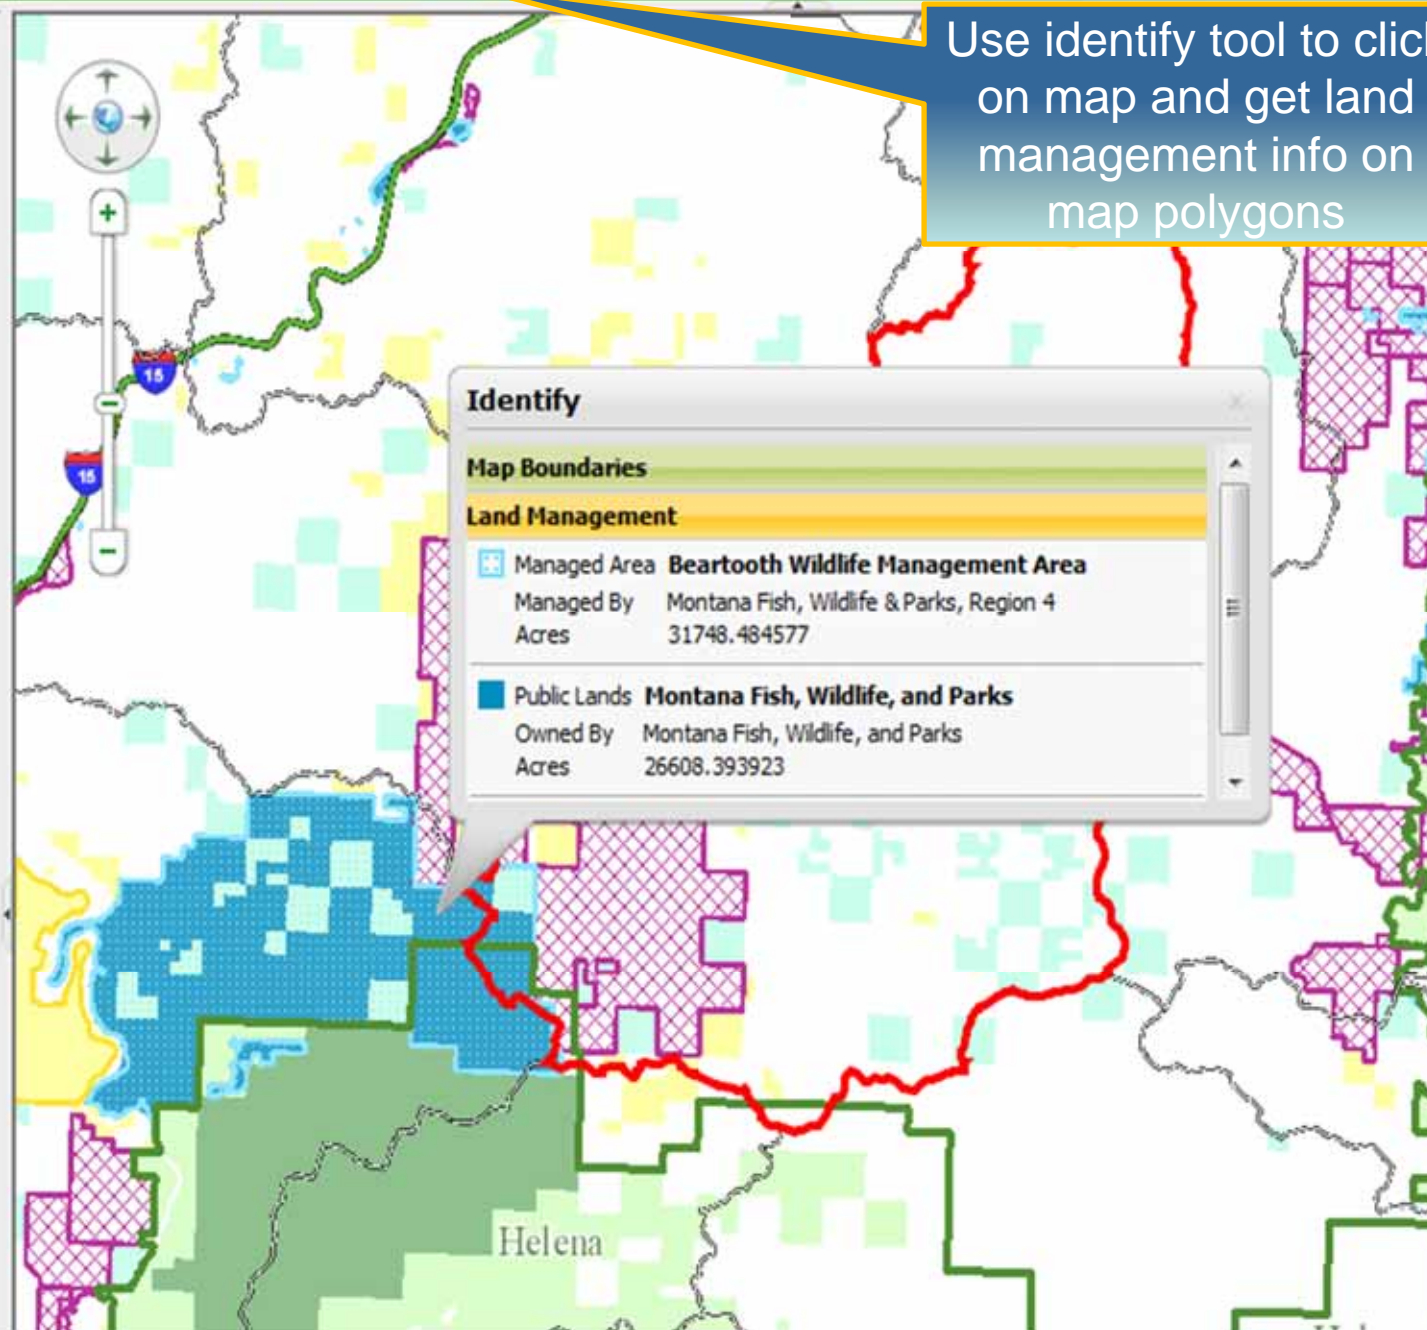 Use identify tool to click
on map and get land
management info on
map polygons
15
15
Identify
Map Boundaries
Land Management
Managed Area Beartooth Wildlife Management Area
Managed By Montana Fish, Wildlife & Parks, Region 4
Acres 31748.484577
Public Lands Montana Fish, Wildlife, and Parks
Owned By Montana Fish, Wildlife, and Parks
Acres 26608.393923
Helena